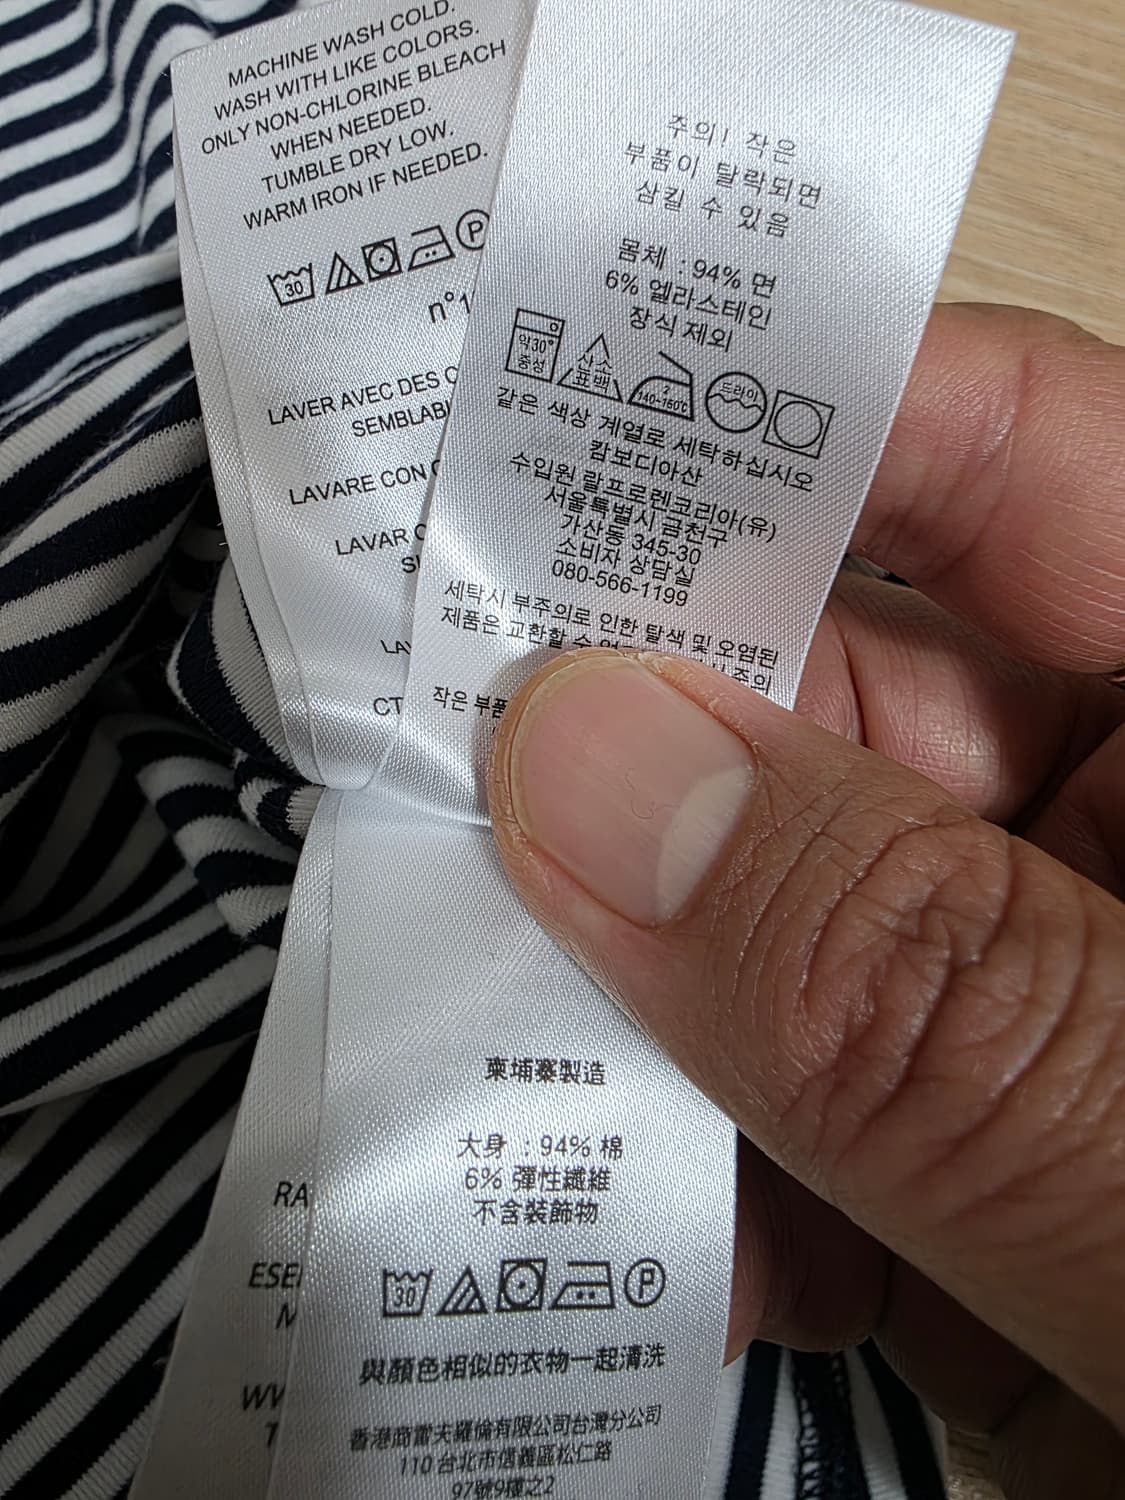 MACHINE WASH COLD.
WASH WITH LIKE COLORS.
ONLY NON-CHLORINE BLEACH
WHEN NEEDED.
TUMBLE DRY LOW.
WARM IRON IF NEEDED.
30 P
n°1
LAVER AVEC DES
LAVARE CON
LAVAR
주의! 작은
부품이 탈락되면
삼킬 수 있음
몸체 : 94% 면
6% 엘라스테인
장식 제외
약30° 중성 산소 표백 2 140~160℃ 드라이
같은 색상 계열로 세탁하십시오
캄보디아산
수입원 랄프로렌코리아(유)
서울특별시 금천구
가산동 345-30
소비자 상담실
080-566-1199
세탁시 부주의로 인한 탈색 및 오염된
제품은 교환할 수
주의
작은
柬埔寨製造
大身 : 94% 棉
6% 彈性纖維
不含裝飾物
30 P
與顏色相似的衣物一起清洗
香港商雷夫羅倫有限公司台灣分公司
110 台北市信義區松仁路
97號9樓之2